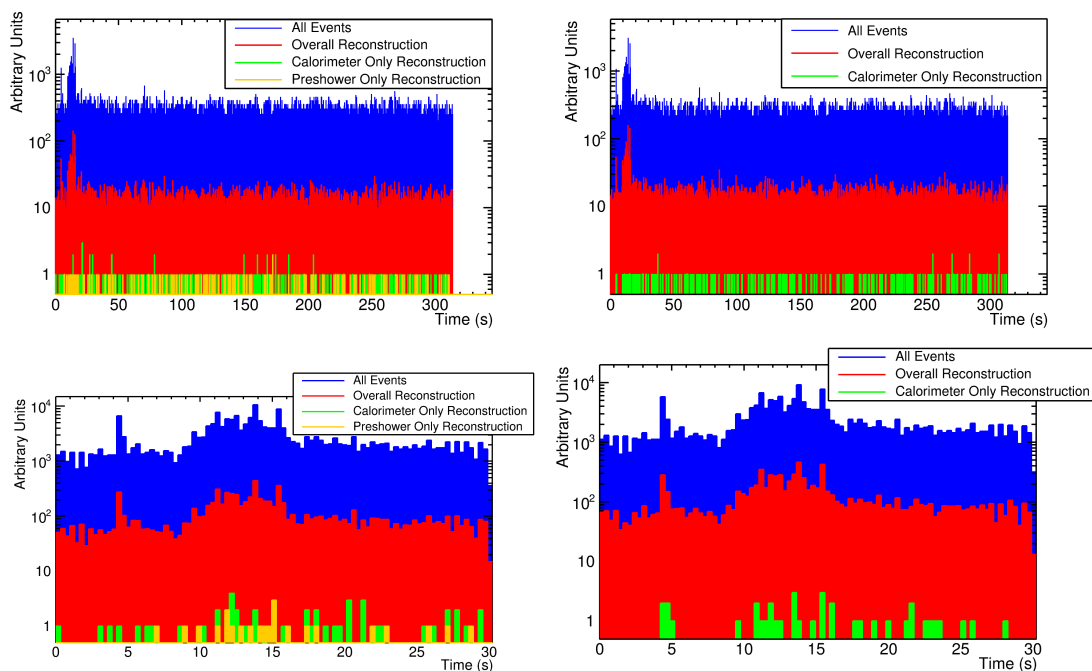 Arbitrary Units
All Events
Overall Reconstruction
Calorimeter Only Reconstruction
Preshower Only Reconstruction
10³
10²
10
1
0 50 100 150 200 250 300
Time (s)
Arbitrary Units
All Events
Overall Reconstruction
Calorimeter Only Reconstruction
10³
10²
10
1
0 50 100 150 200 250 300
Time (s)
Arbitrary Units
All Events
Overall Reconstruction
Calorimeter Only Reconstruction
Preshower Only Reconstruction
10⁴
10³
10²
10
1
0 5 10 15 20 25 30
Time (s)
Arbitrary Units
All Events
Overall Reconstruction
Calorimeter Only Reconstruction
10⁴
10³
10²
10
1
0 5 10 15 20 25 30
Time (s)